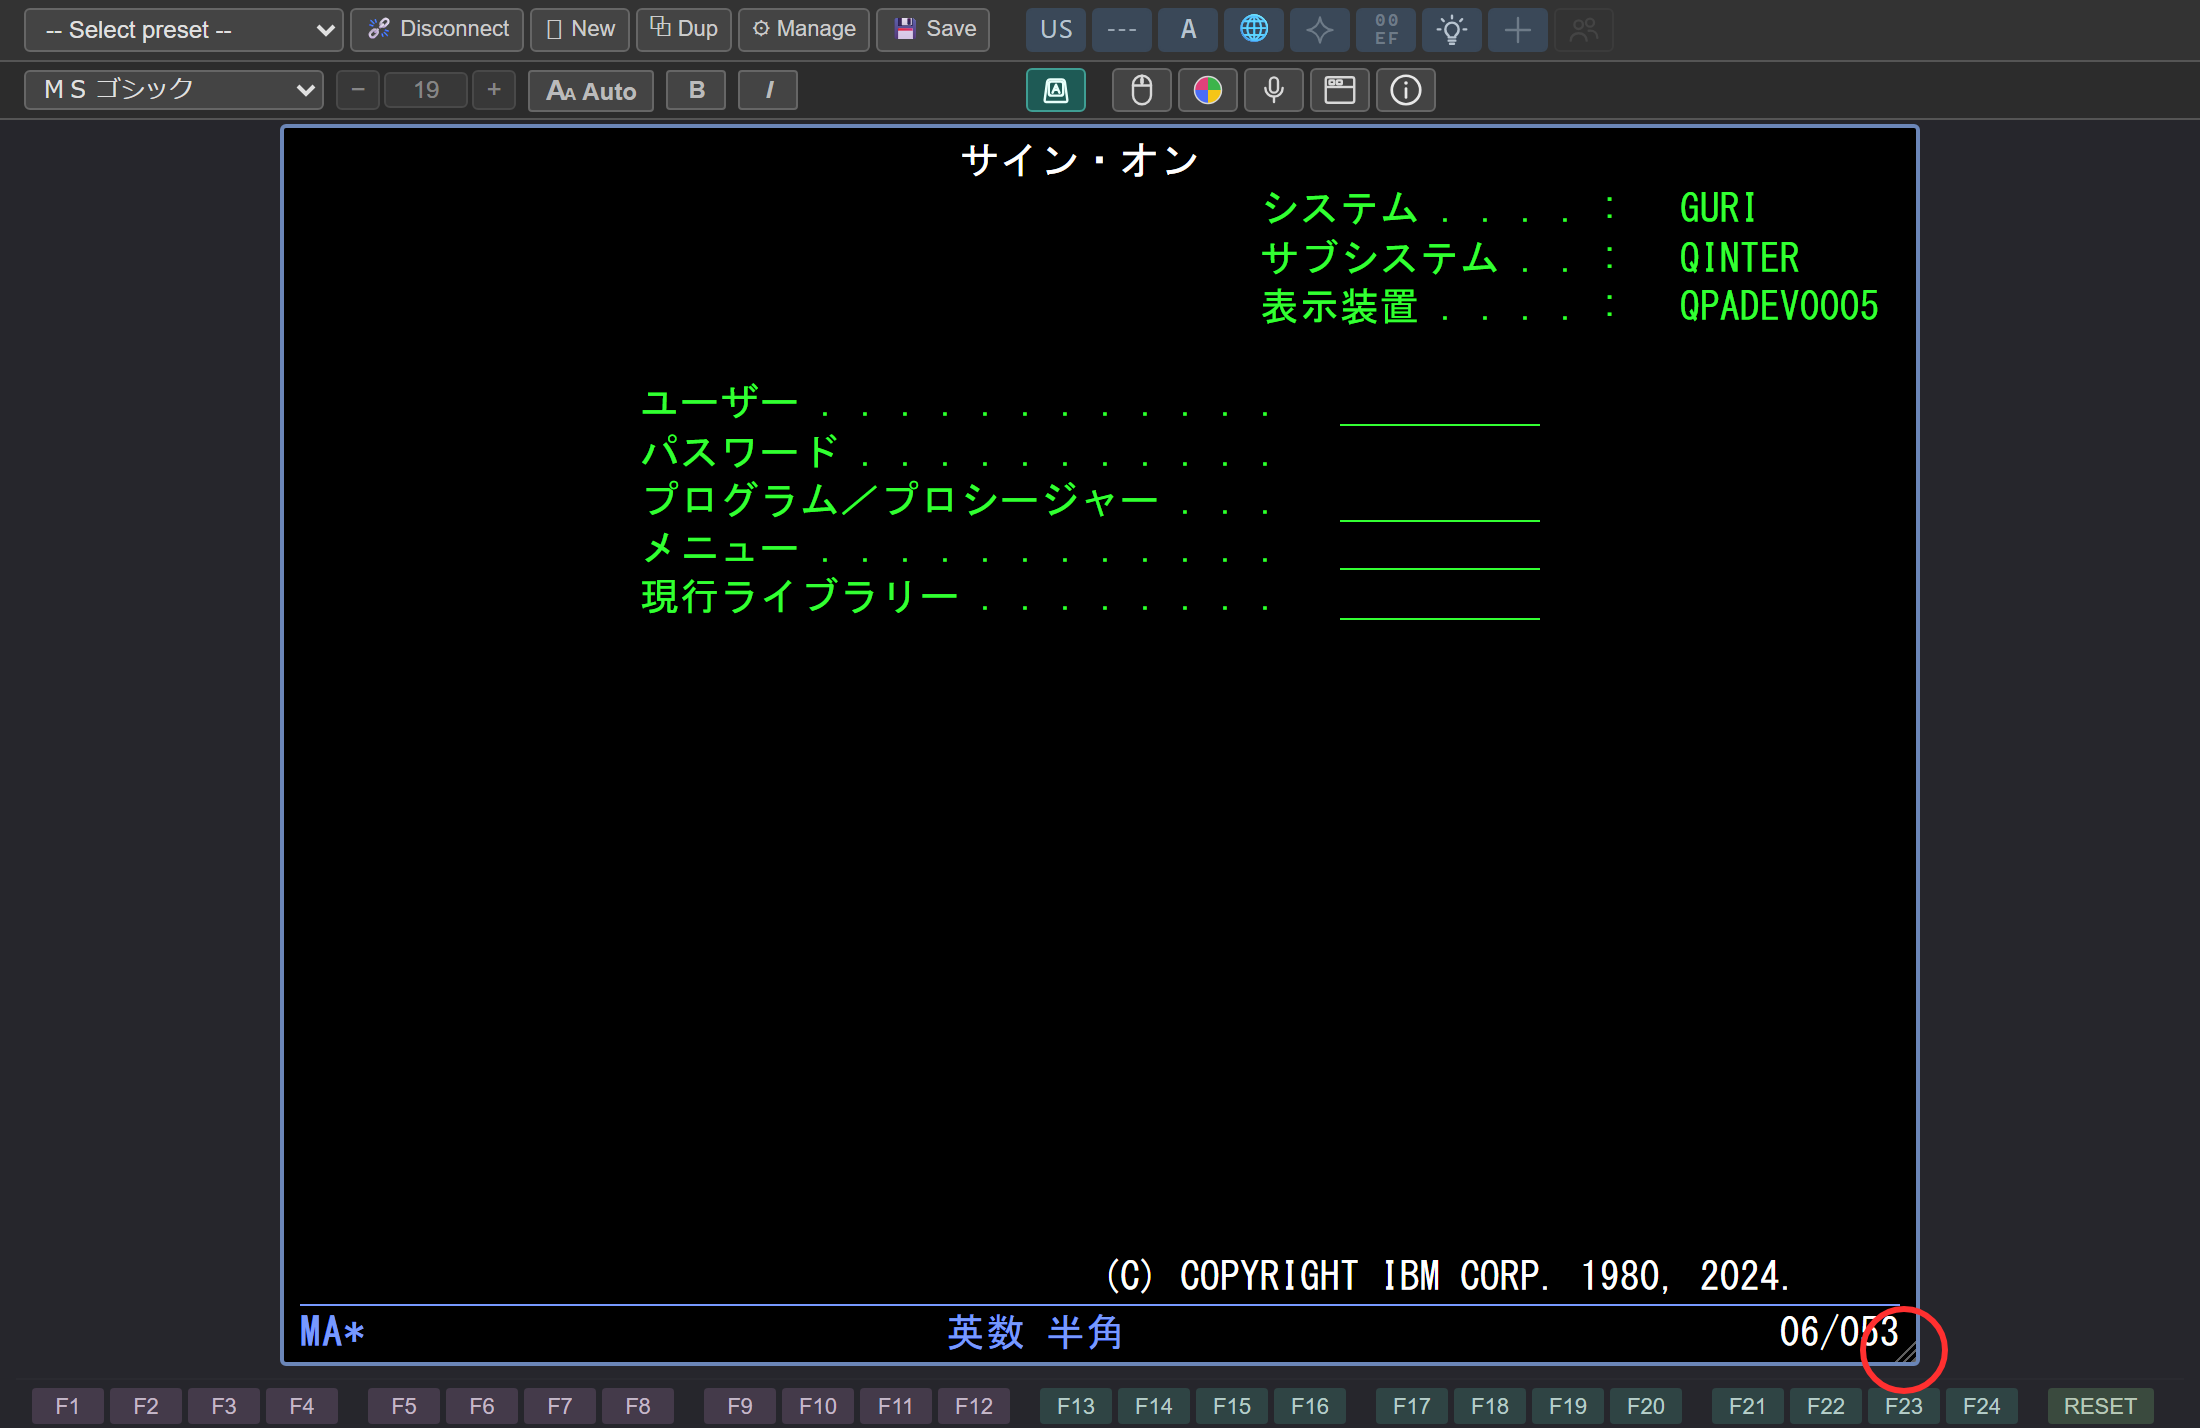 -- Select preset -- Disconnect New Dup Manage Save US --- A 00 EF
ＭＳ ゴシック − 19 + AA Auto B I
サイン・オン
システム . . . . : GURI
サブシステム . . : QINTER
表示装置 . . . . : QPADEV0005
ユーザー . . . . . . . . . . . .
パスワード . . . . . . . . . . .
プログラム／プロシージャー . . .
メニュー . . . . . . . . . . . .
現行ライブラリー . . . . . . . .
(C) COPYRIGHT IBM CORP. 1980, 2024.
MA* 英数 半角 06/053
F1 F2 F3 F4 F5 F6 F7 F8 F9 F10 F11 F12 F13 F14 F15 F16 F17 F18 F19 F20 F21 F22 F23 F24 RESET